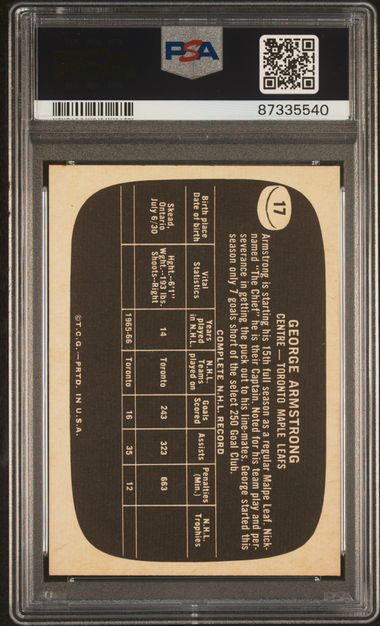 PSA
87335540
17
GEORGE ARMSTRONG
CENTRE TORONTO MAPLE LEAFS
Armstrong is starting his 15th full season as a regular Malpe Leaf. Nick-
named "The Chief" he is their Captain. Noted for his team play and per-
severance in getting the puck out to his line-mates. George started this
season only 7 goals short of the select 250 Goal Club.
COMPLETE N.H.L. RECORD
Birth place
Date of birth
Vital
Statistics
Years
played
in N.H.L.
N.H.L.
Teams
played on
Goals
Scored
Assists
Penalties
(Min.)
N.H.L.
Trophies
Skead,
Ontario
July 6/30
Hght.-6'1"
Wght.-193 lbs.
Shoots-Right
14
Toronto
243
323
663
1965-66
Toronto
16
35
12
©T.C.G.—PRTD. IN U.S.A.